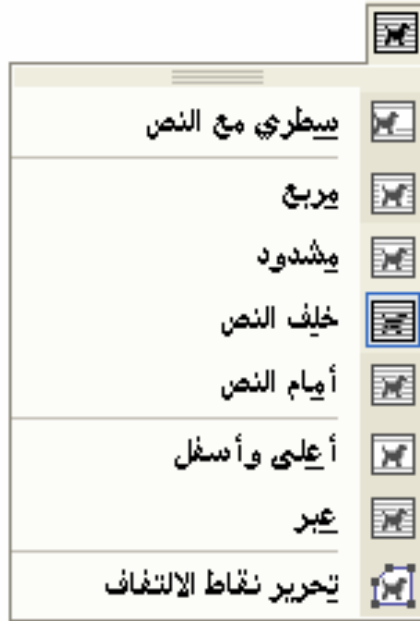 سطري مع النص
مربع
مشدود
خلف النص
أمام النص
أعلى وأسفل
عبر
تحرير نقاط الالتفاف